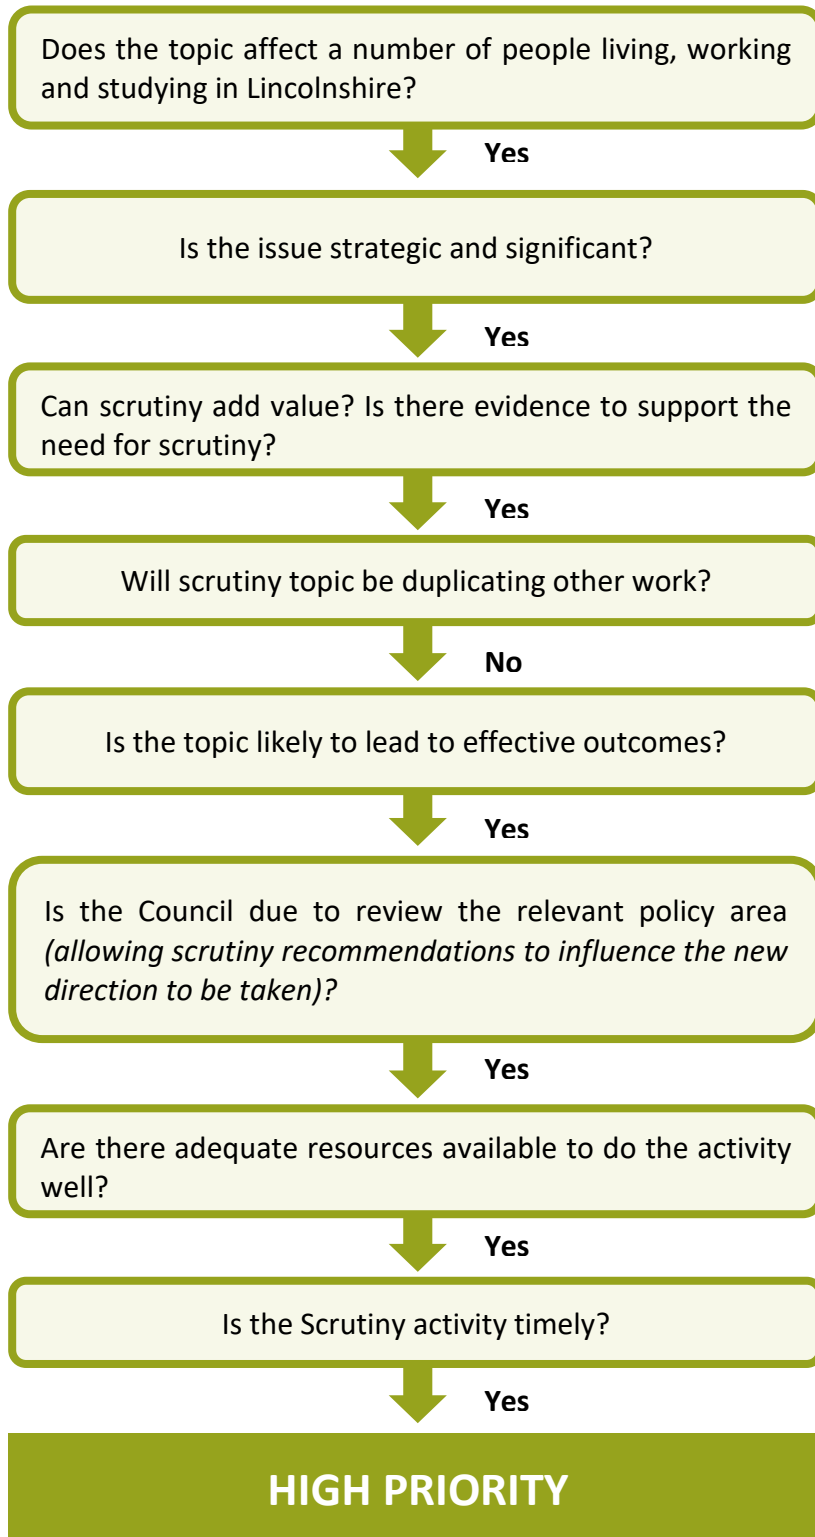 Does the topic affect a number of people living, working
and studying in Lincolnshire?
Yes
Is the issue strategic and significant?
Yes
Can scrutiny add value? Is there evidence to support the
need for scrutiny?
Yes
Will scrutiny topic be duplicating other work?
No
Is the topic likely to lead to effective outcomes?
Yes
Is the Council due to review the relevant policy area
(allowing scrutiny recommendations to influence the new
direction to be taken)?
Yes
Are there adequate resources available to do the activity
well?
Yes
Is the Scrutiny activity timely?
Yes
HIGH PRIORITY